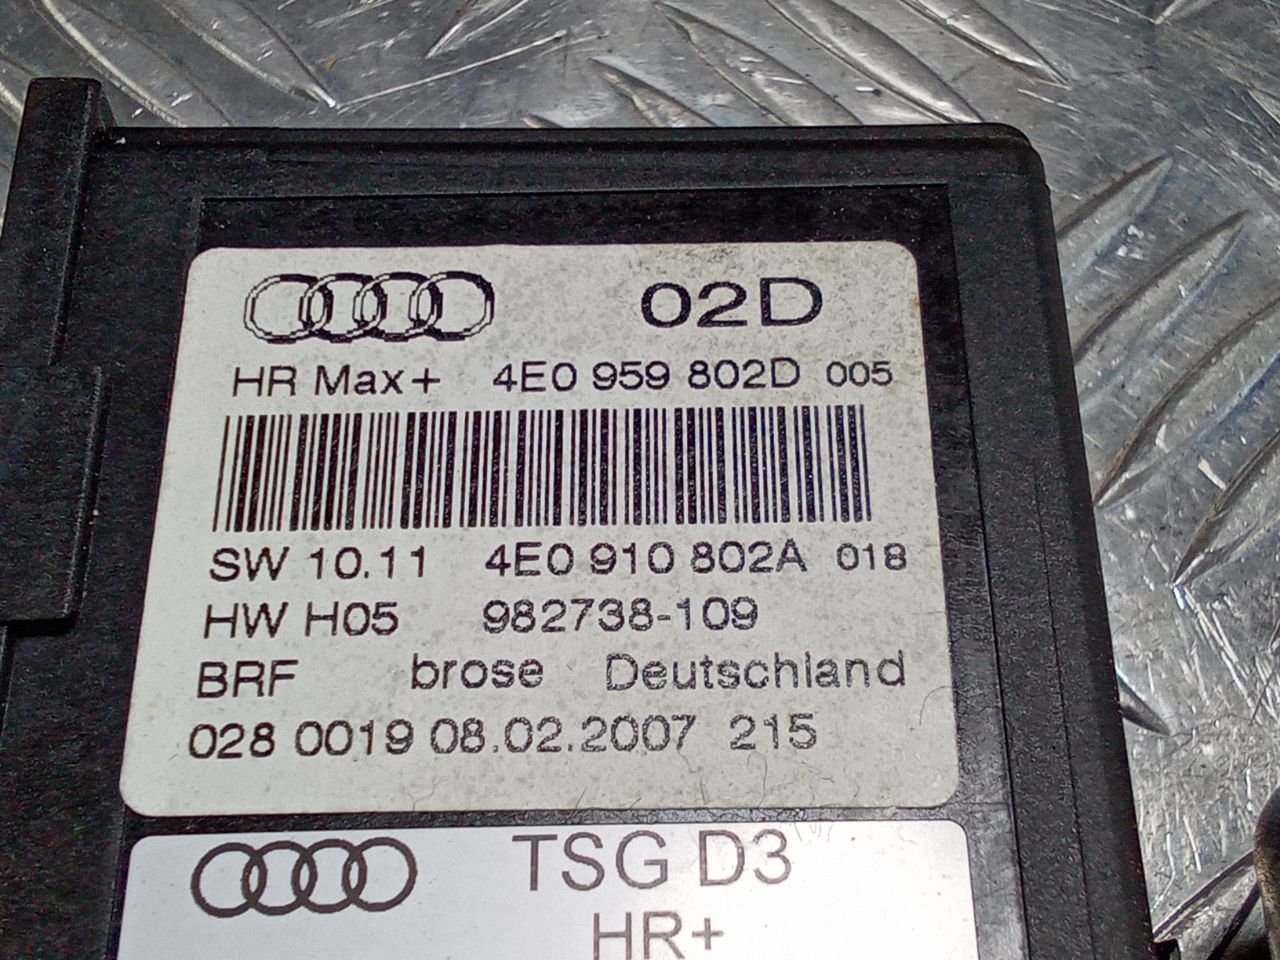 02D
HR Max+ 4E0 959 802D 005
SW 10.11 4E0 910 802A 018
HW H05 982738-109
BRF brose Deutschland
028 0019 08.02.2007 215
TSG D3
HR+